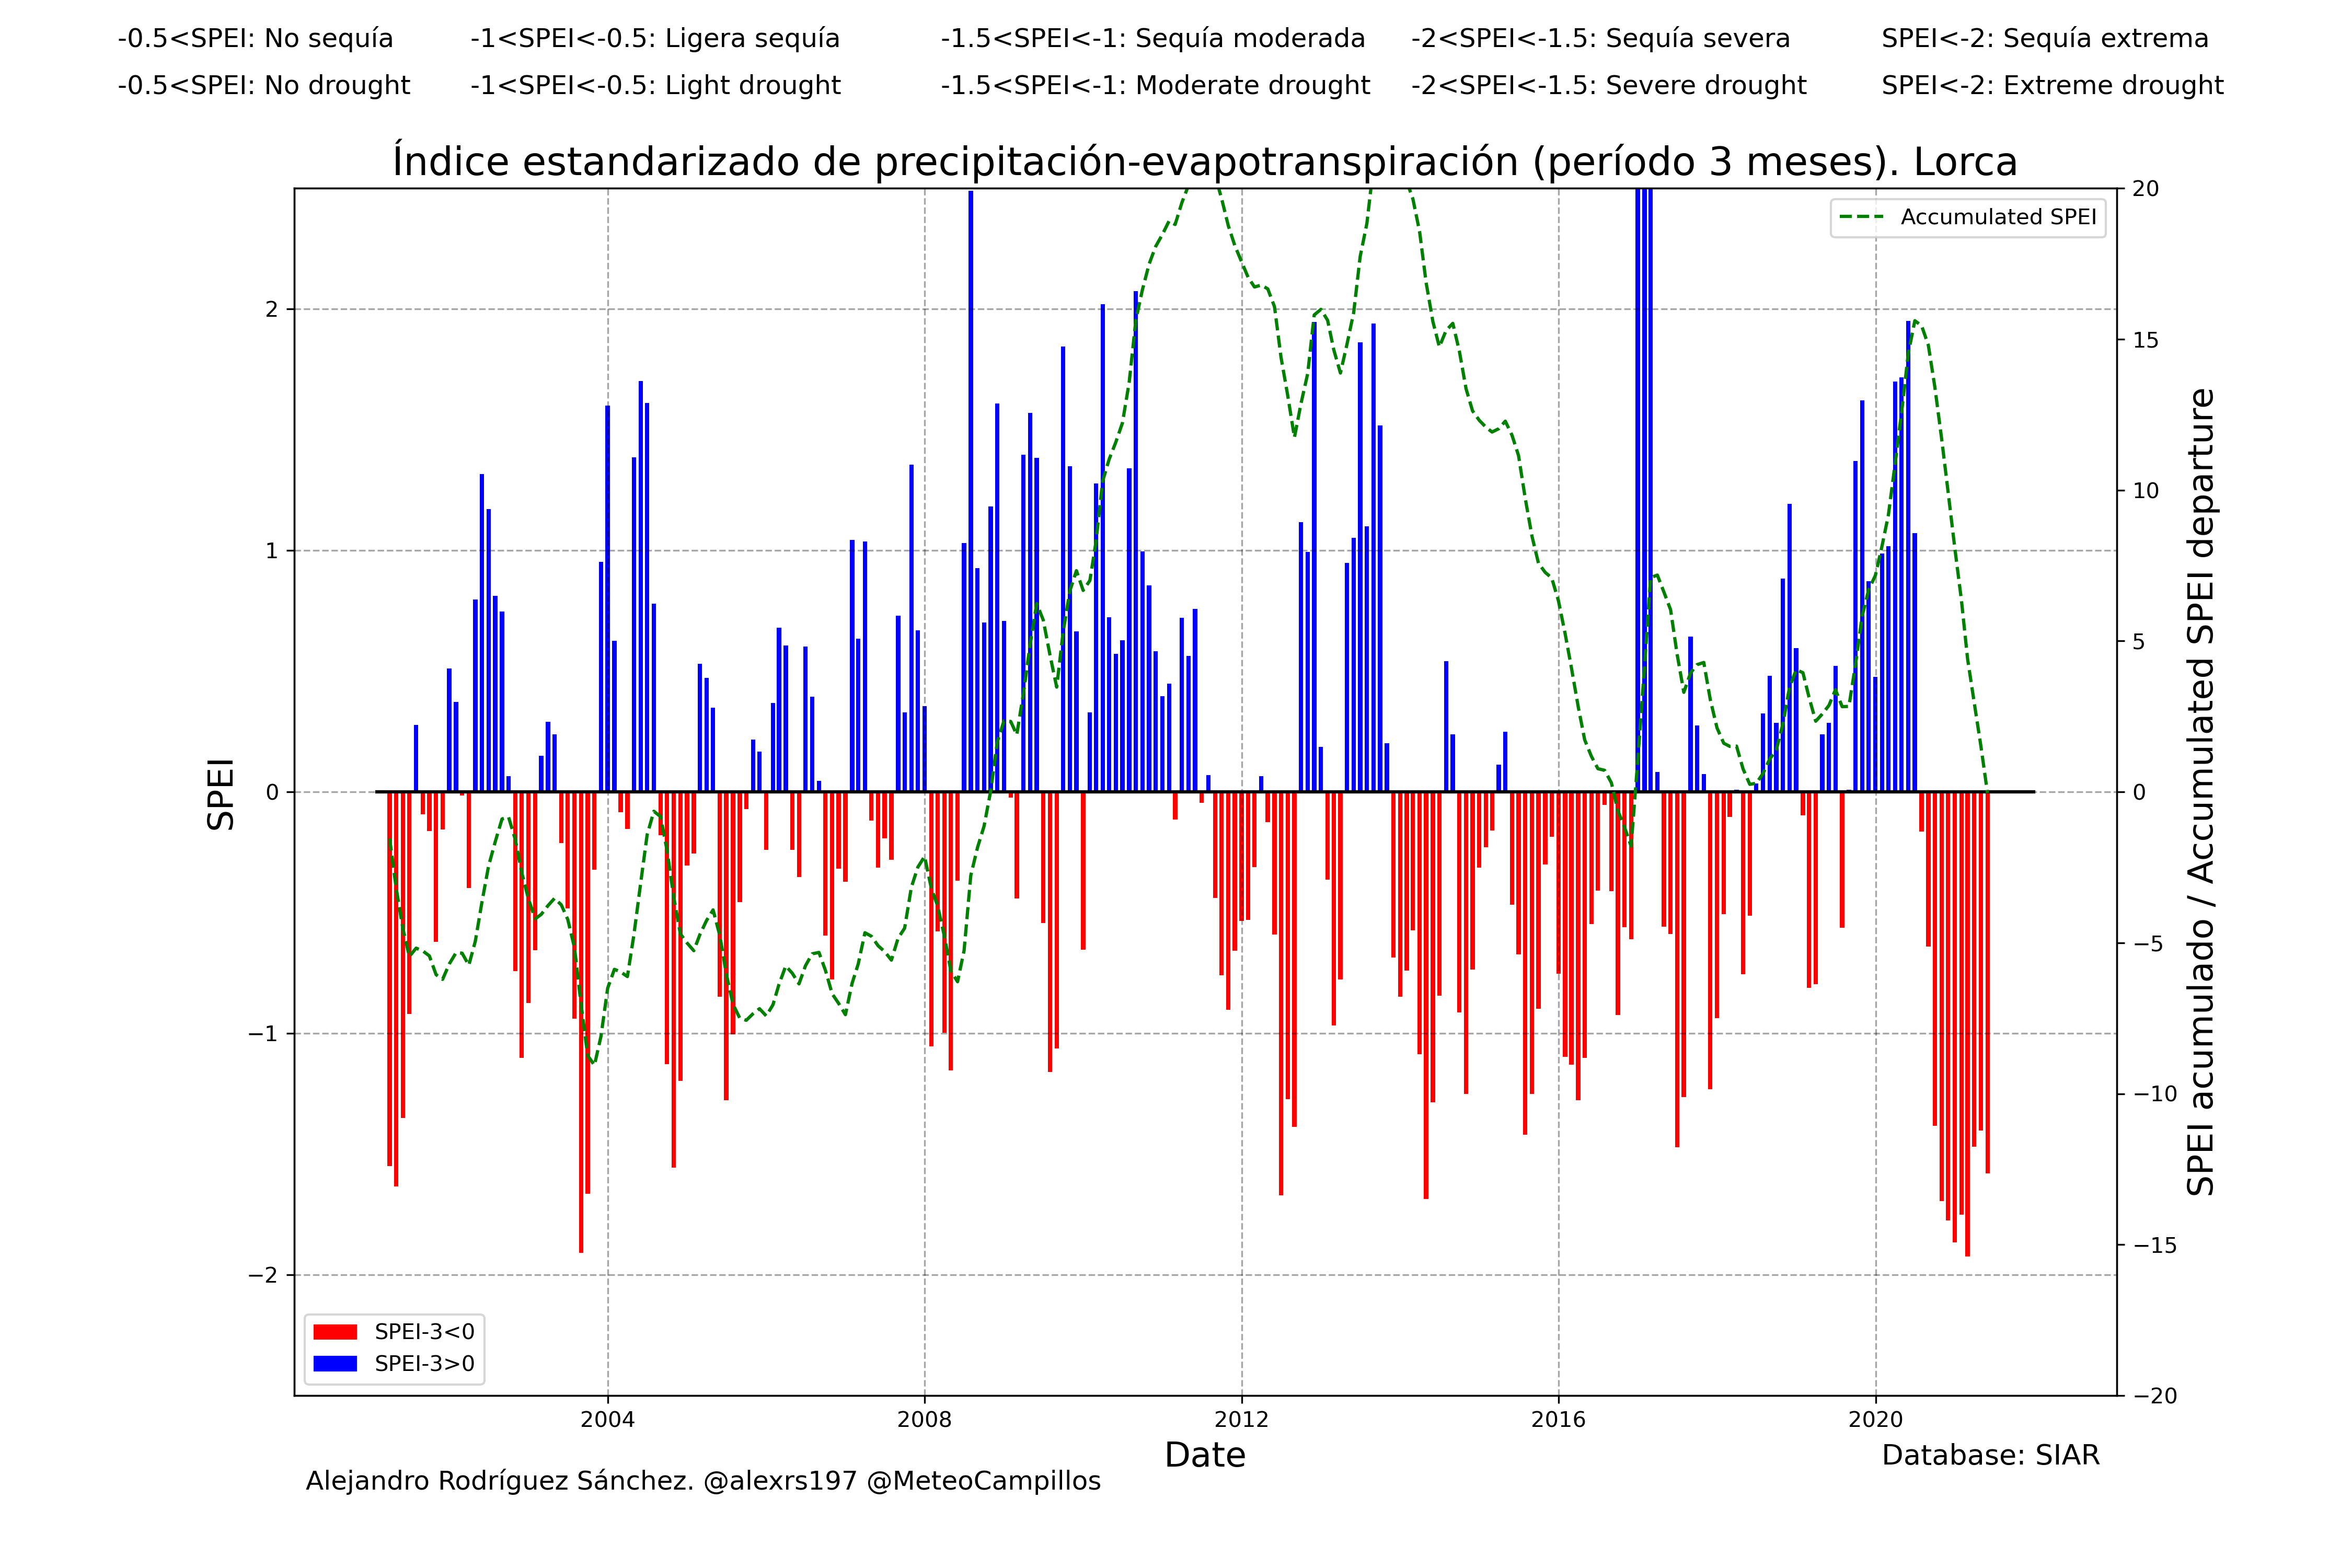 -0.5<SPEI: No sequía -1<SPEI<-0.5: Ligera sequía -1.5<SPEI<-1: Sequía moderada -2<SPEI<-1.5: Sequía severa SPEI<-2: Sequía extrema
-0.5<SPEI: No drought -1<SPEI<-0.5: Light drought -1.5<SPEI<-1: Moderate drought -2<SPEI<-1.5: Severe drought SPEI<-2: Extreme drought
Índice estandarizado de precipitación-evapotranspiración (período 3 meses). Lorca
Accumulated SPEI
SPEI
2
1
0
−1
−2
20
15
10
5
0
−5
−10
−15
−20
SPEI acumulado / Accumulated SPEI departure
SPEI-3<0
SPEI-3>0
2004 2008 2012 2016 2020
Date
Database: SIAR
Alejandro Rodríguez Sánchez. @alexrs197 @MeteoCampillos